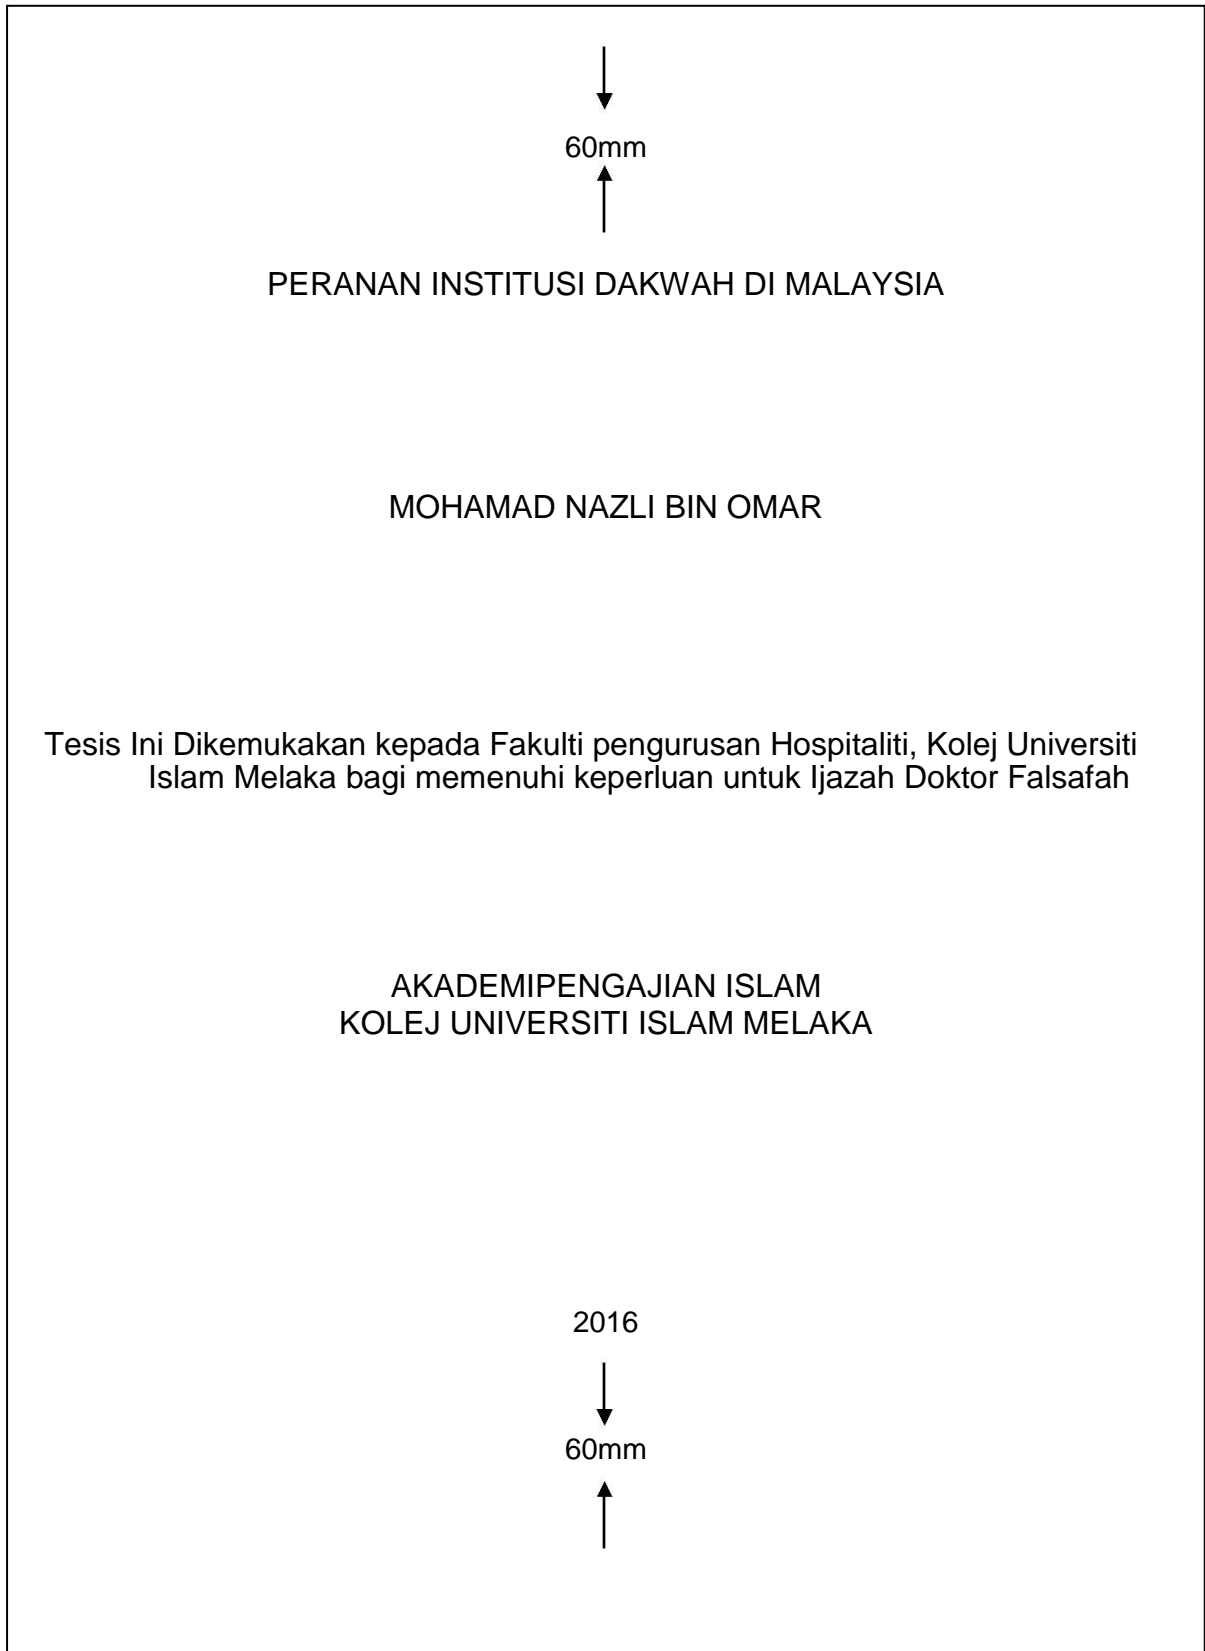 60mm
PERANAN INSTITUSI DAKWAH DI MALAYSIA
MOHAMAD NAZLI BIN OMAR
Tesis Ini Dikemukakan kepada Fakulti pengurusan Hospitaliti, Kolej Universiti
Islam Melaka bagi memenuhi keperluan untuk Ijazah Doktor Falsafah
AKADEMIPENGAJIAN ISLAM
KOLEJ UNIVERSITI ISLAM MELAKA
2016
60mm